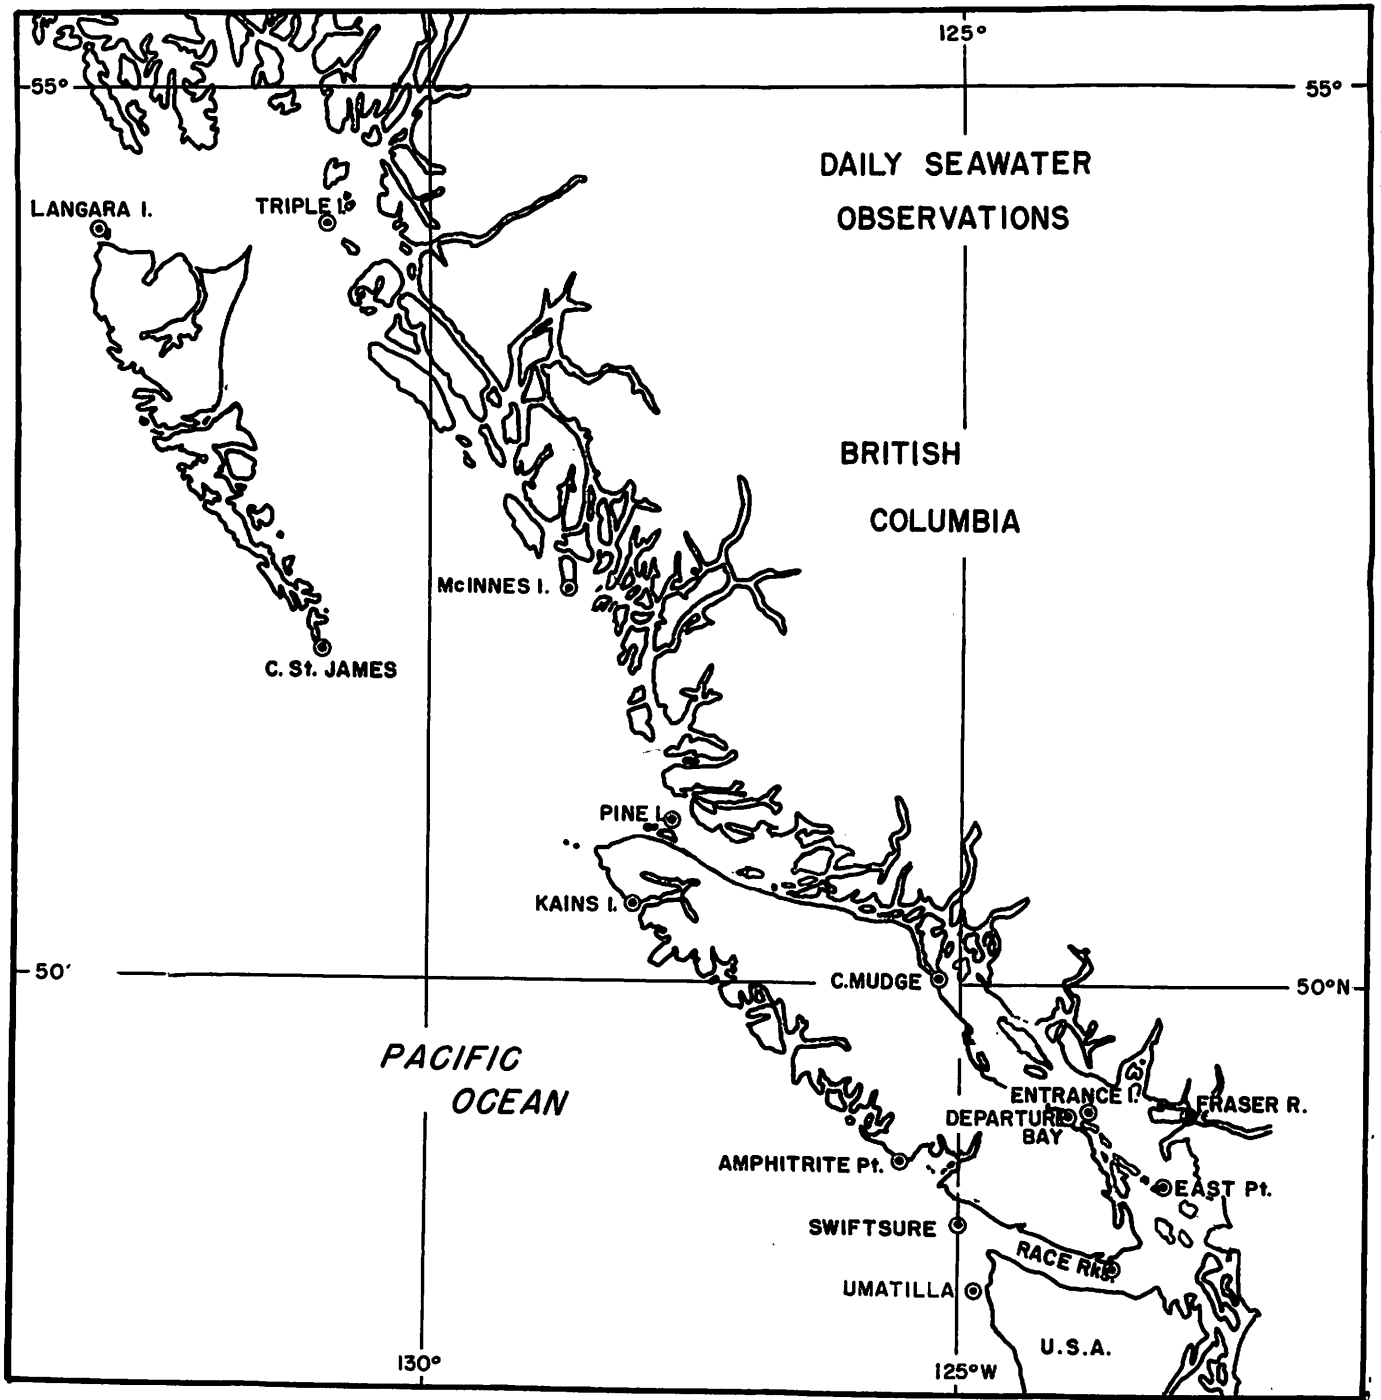 125°
55°
55°
DAILY SEAWATER
OBSERVATIONS
LANGARA I.
TRIPLE I.
BRITISH
COLUMBIA
McINNES I.
C. St. JAMES
PINE I.
KAINS I.
50'
C.MUDGE
50°N
PACIFIC
OCEAN
ENTRANCE I.
FRASER R.
DEPARTURE
BAY
AMPHITRITE Pt.
EAST Pt.
SWIFTSURE
RACE Rks.
UMATILLA
U.S.A.
130°
125°W